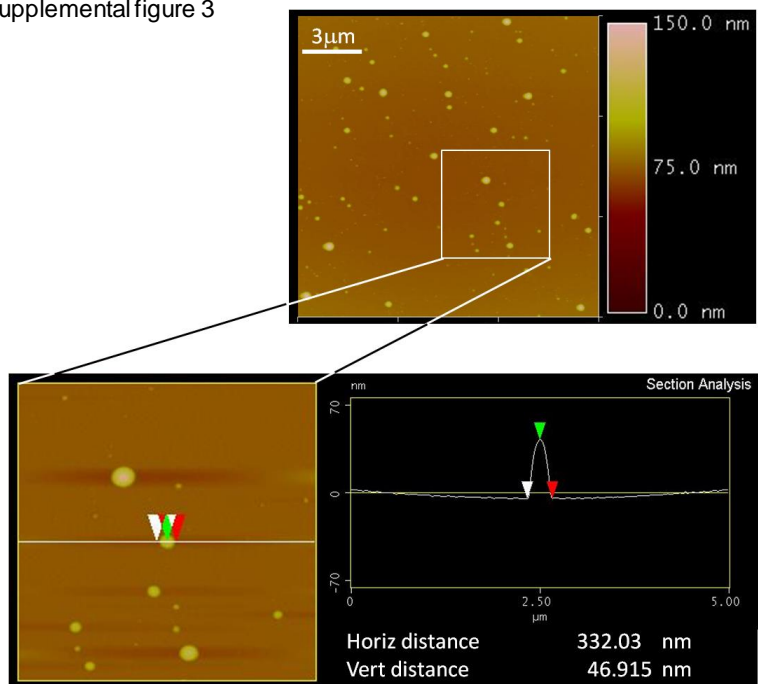 upplemental figure 3
3μm
150.0 nm
75.0 nm
0.0 nm
nm
Section Analysis
70
0
-70
0
2.50
5.00
μm
Horiz distance 332.03 nm
Vert distance 46.915 nm